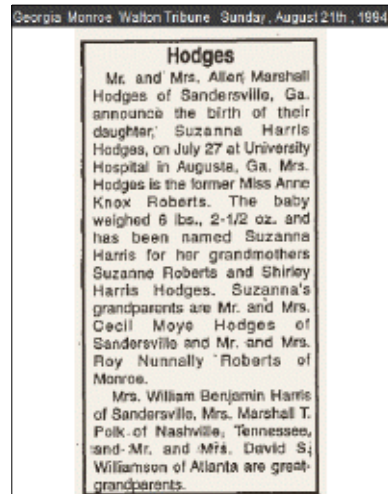 Georgia Monroe Walton Tribune Sunday, August 21th, 1994
Hodges
Mr. and Mrs. Allen Marshall
Hodges of Sandersville, Ga.
announce the birth of their
daughter, Suzanna Harris
Hodges, on July 27 at University
Hospital in Augusta, Ga. Mrs.
Hodges is the former Miss Anne
Knox Roberts. The baby
weighed 6 lbs., 2-1/2 oz. and
has been named Suzanna
Harris for her grandmothers
Suzanne Roberts and Shirley
Harris Hodges. Suzanna's
grandparents are Mr. and Mrs.
Cecil Moye Hodges of
Sandersville and Mr. and Mrs.
Roy Nunnally Roberts of
Monroe.
Mrs. William Benjamin Harris
of Sandersville, Mrs. Marshall T.
Polk of Nashville, Tennessee,
and Mr. and Mrs. David S.
Williamson of Atlanta are great-
grandparents.